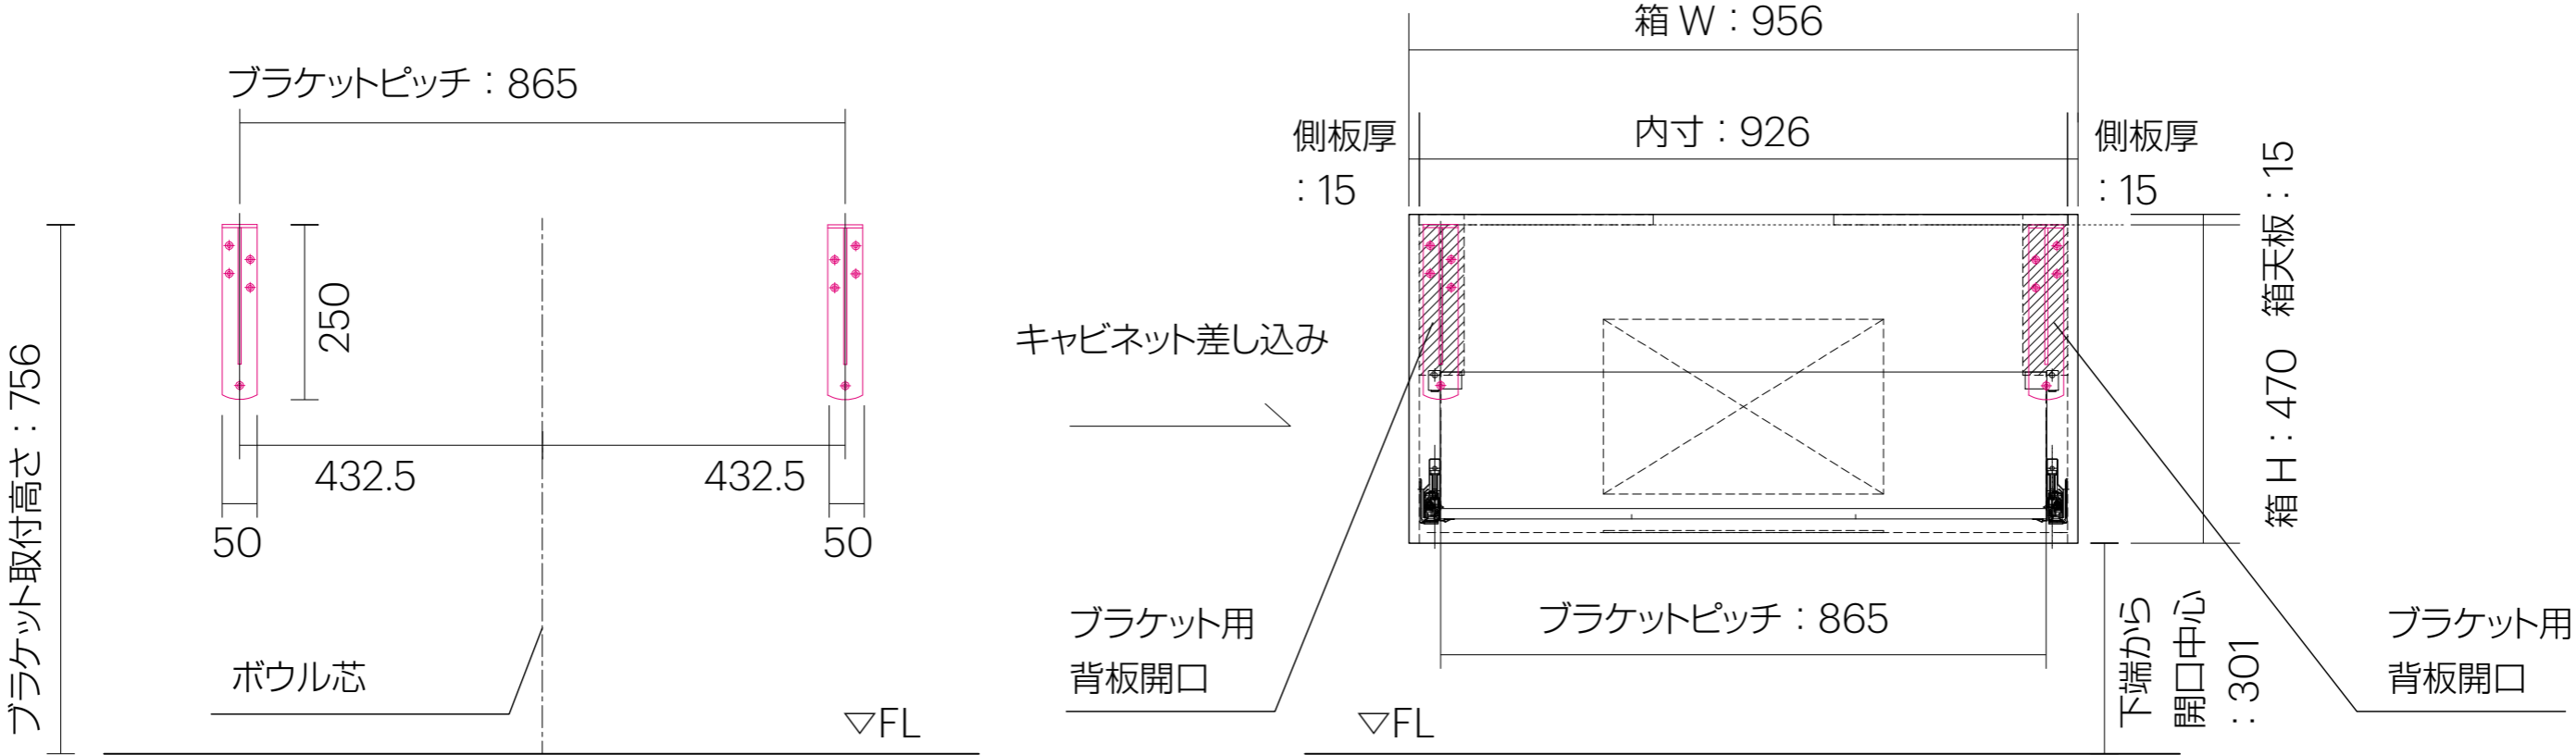 ブラケットピッチ：865
ブラケット取付高さ：756
250
432.5
432.5
50
50
ボウル芯
▽FL
キャビネット差し込み
箱 W：956
内寸：926
側板厚
：15
側板厚
：15
箱天板：15
箱 H：470
ブラケットピッチ：865
ブラケット用
背板開口
下端から
開口中心
：301
ブラケット用
背板開口
▽FL